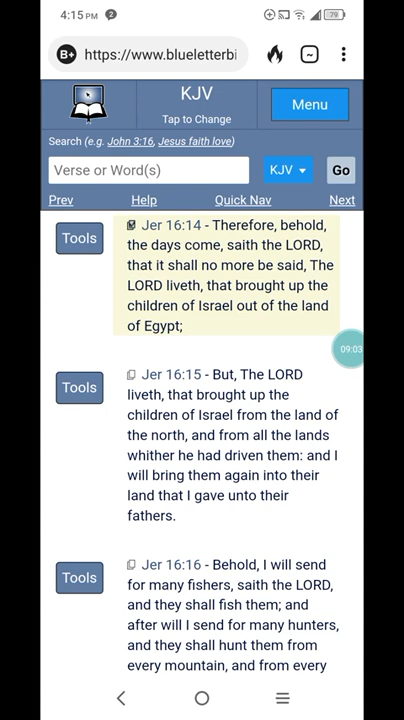 4:15 PM 2 79
B+ https://www.blueletterbi
KJV
Tap to Change
Menu
Search (e.g. John 3:16, Jesus faith love)
Verse or Word(s) KJV Go
Prev Help Quick Nav Next
Tools
Jer 16:14 - Therefore, behold,
the days come, saith the LORD,
that it shall no more be said, The
LORD liveth, that brought up the
children of Israel out of the land
of Egypt;
09:03
Tools
Jer 16:15 - But, The LORD
liveth, that brought up the
children of Israel from the land of
the north, and from all the lands
whither he had driven them: and I
will bring them again into their
land that I gave unto their
fathers.
Tools
Jer 16:16 - Behold, I will send
for many fishers, saith the LORD,
and they shall fish them; and
after will I send for many hunters,
and they shall hunt them from
every mountain, and from every